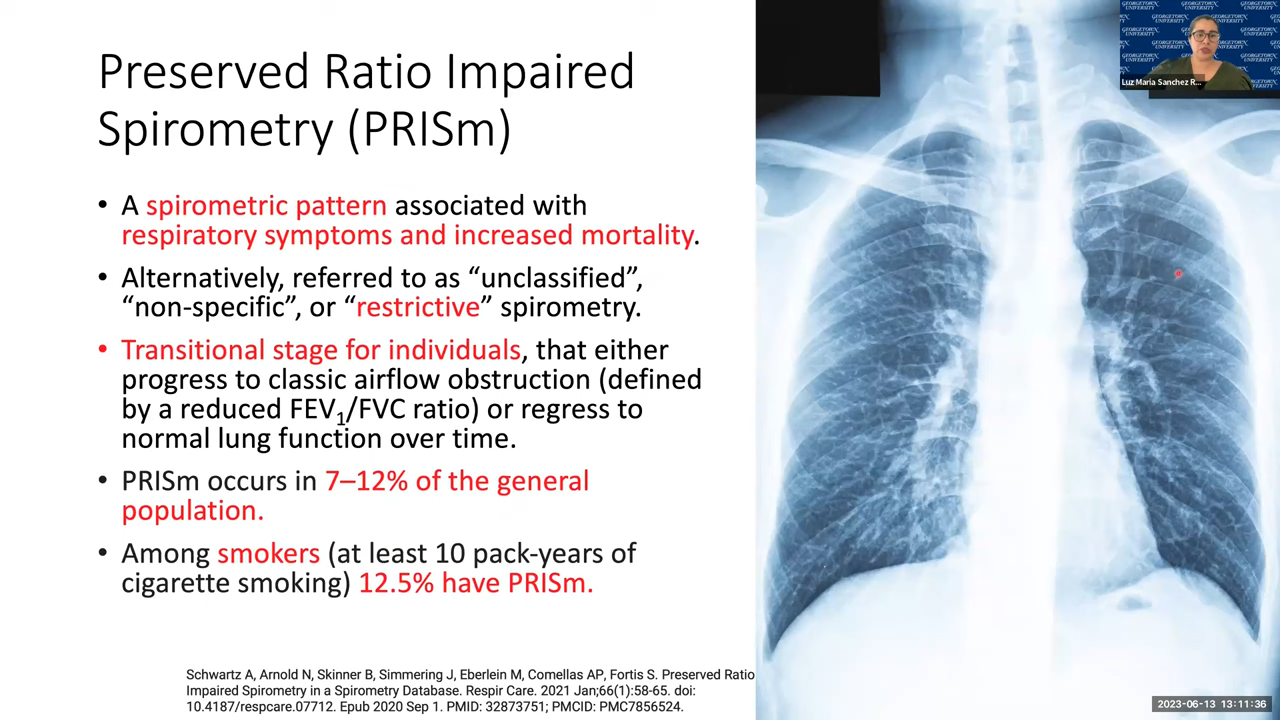 Preserved Ratio Impaired
Spirometry (PRISm)
• A spirometric pattern associated with
respiratory symptoms and increased mortality.
• Alternatively, referred to as “unclassified”,
“non-specific”, or “restrictive” spirometry.
• Transitional stage for individuals, that either
progress to classic airflow obstruction (defined
by a reduced FEV1/FVC ratio) or regress to
normal lung function over time.
• PRISm occurs in 7–12% of the general
population.
• Among smokers (at least 10 pack-years of
cigarette smoking) 12.5% have PRISm.
Schwartz A, Arnold N, Skinner B, Simmering J, Eberlein M, Comellas AP, Fortis S. Preserved Ratio
Impaired Spirometry in a Spirometry Database. Respir Care. 2021 Jan;66(1):58-65. doi:
10.4187/respcare.07712. Epub 2020 Sep 1. PMID: 32873751; PMCID: PMC7856524.
GEORGETOWN
UNIVERSITY
Luz Maria Sanchez R...
2023-06-13 13:11:36